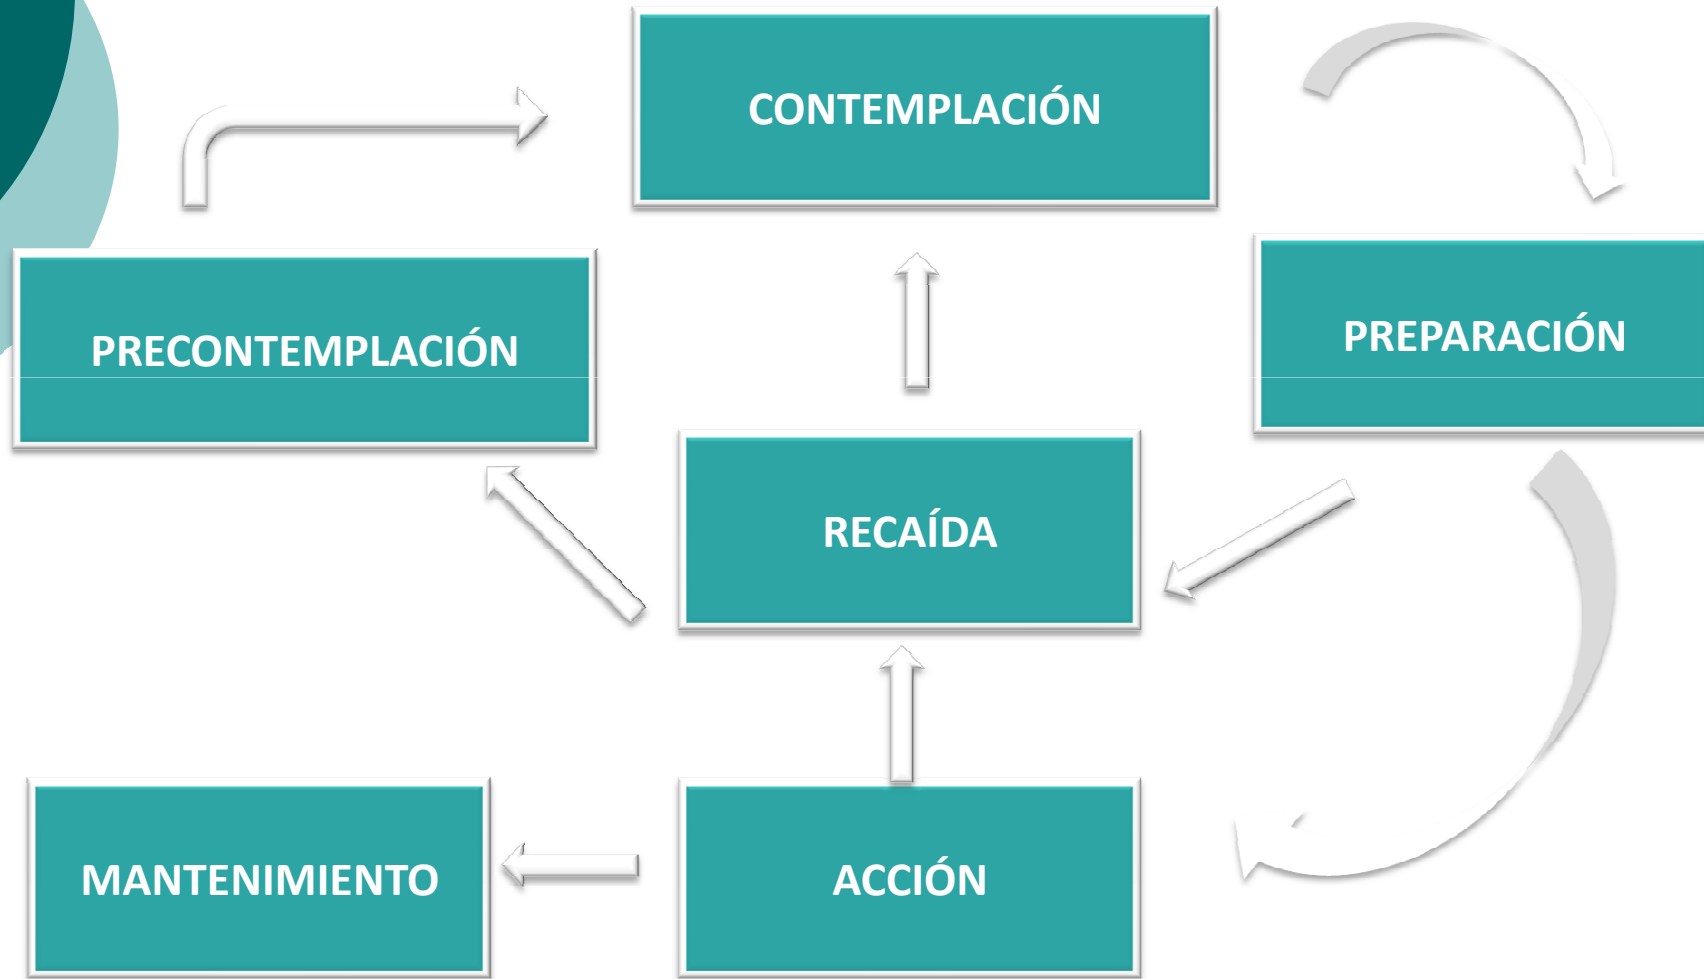 CONTEMPLACIÓN
PRECONTEMPLACIÓN
PREPARACIÓN
RECAÍDA
MANTENIMIENTO
ACCIÓN